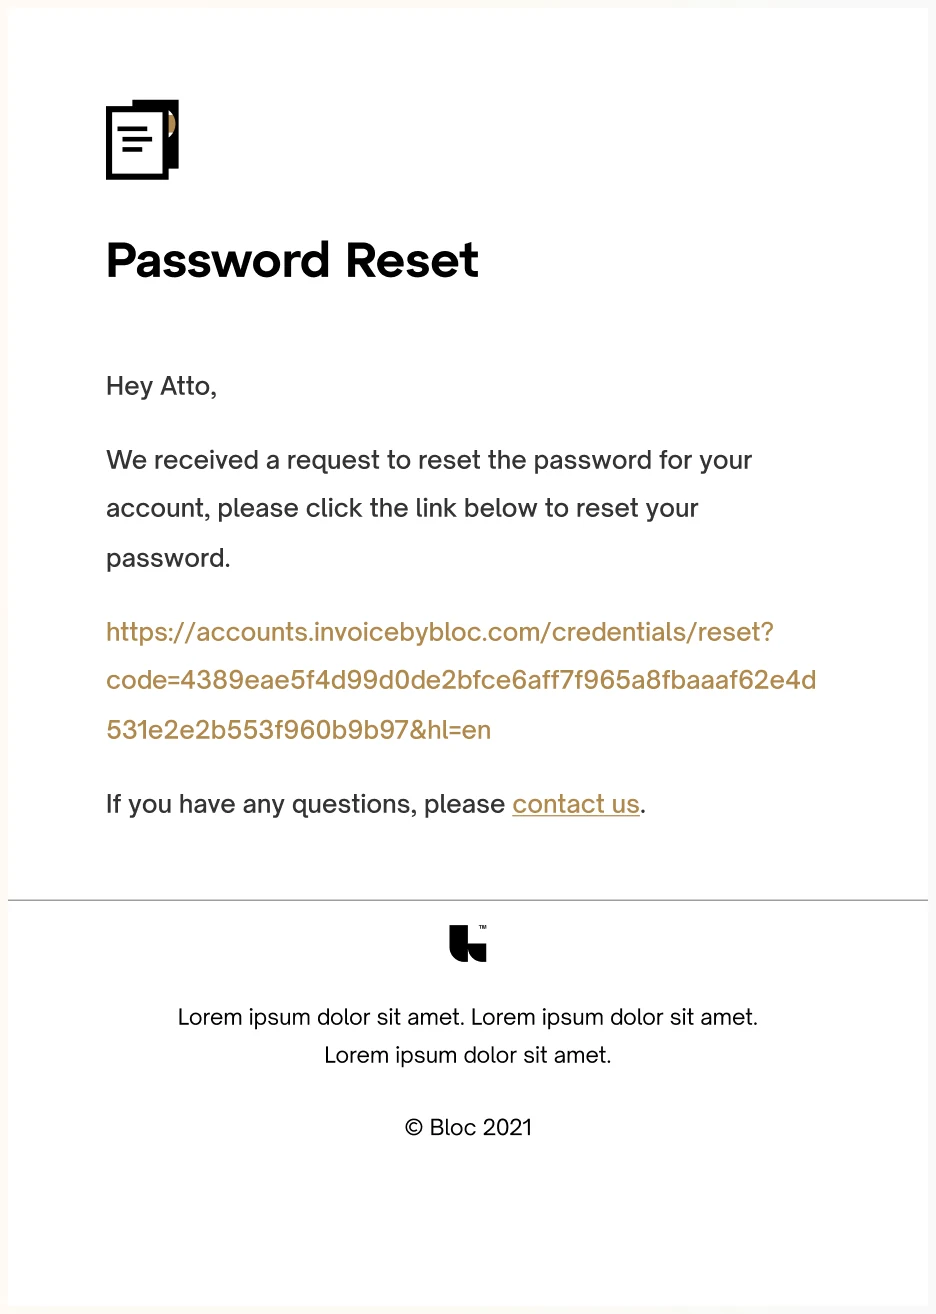 Password Reset
Hey Atto,
We received a request to reset the password for your
account, please click the link below to reset your
password.
https://accounts.invoicebybloc.com/credentials/reset?
code=4389eae5f4d99d0de2bfce6aff7f965a8fbaaaf62e4d
531e2e2b553f960b9b97&hl=en
If you have any questions, please contact us.
™
Lorem ipsum dolor sit amet. Lorem ipsum dolor sit amet.
Lorem ipsum dolor sit amet.
© Bloc 2021